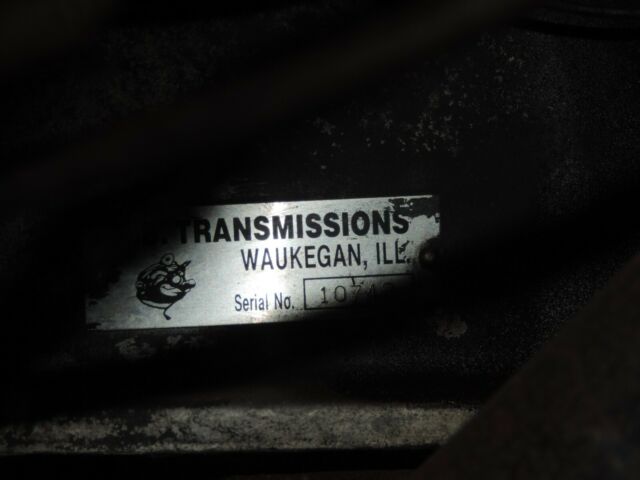 TRANSMISSIONS
WAUKEGAN, ILL.
Serial No.